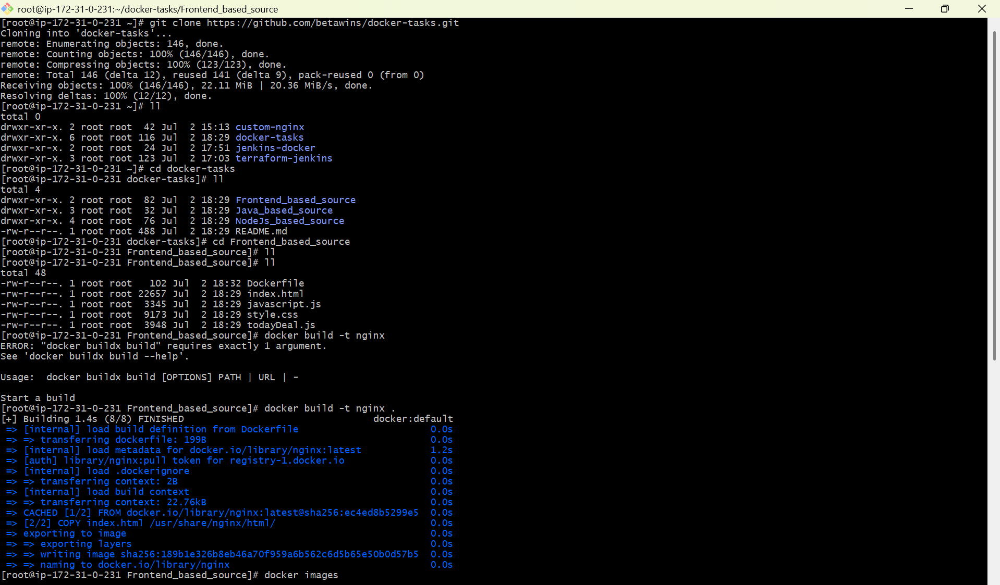 root@ip-172-31-0-231:~/docker-tasks/Frontend_based_source
[root@ip-172-31-0-231 ~]# git clone https://github.com/betawins/docker-tasks.git
Cloning into 'docker-tasks'...
remote: Enumerating objects: 146, done.
remote: Counting objects: 100% (146/146), done.
remote: Compressing objects: 100% (123/123), done.
remote: Total 146 (delta 12), reused 141 (delta 9), pack-reused 0 (from 0)
Receiving objects: 100% (146/146), 22.11 MiB | 20.36 MiB/s, done.
Resolving deltas: 100% (12/12), done.
[root@ip-172-31-0-231 ~]# ll
total 0
drwxr-xr-x. 2 root root  42 Jul  2 15:13 custom-nginx
drwxr-xr-x. 6 root root 116 Jul  2 18:29 docker-tasks
drwxr-xr-x. 2 root root  24 Jul  2 17:51 jenkins-docker
drwxr-xr-x. 3 root root 123 Jul  2 17:03 terraform-jenkins
[root@ip-172-31-0-231 ~]# cd docker-tasks
[root@ip-172-31-0-231 docker-tasks]# ll
total 4
drwxr-xr-x. 2 root root  82 Jul  2 18:29 Frontend_based_source
drwxr-xr-x. 3 root root  32 Jul  2 18:29 Java_based_source
drwxr-xr-x. 4 root root  76 Jul  2 18:29 NodeJs_based_source
-rw-r--r--. 1 root root 488 Jul  2 18:29 README.md
[root@ip-172-31-0-231 docker-tasks]# cd Frontend_based_source
[root@ip-172-31-0-231 Frontend_based_source]# ll
[root@ip-172-31-0-231 Frontend_based_source]# ll
total 48
-rw-r--r--. 1 root root   102 Jul  2 18:32 Dockerfile
-rw-r--r--. 1 root root 22657 Jul  2 18:29 index.html
-rw-r--r--. 1 root root  3345 Jul  2 18:29 javascript.js
-rw-r--r--. 1 root root  9173 Jul  2 18:29 style.css
-rw-r--r--. 1 root root  3948 Jul  2 18:29 todayDeal.js
[root@ip-172-31-0-231 Frontend_based_source]# docker build -t nginx
ERROR: "docker buildx build" requires exactly 1 argument.
See 'docker buildx build --help'.
Usage:  docker buildx build [OPTIONS] PATH | URL | -
Start a build
[root@ip-172-31-0-231 Frontend_based_source]# docker build -t nginx .
[+] Building 1.4s (8/8) FINISHED docker:default
=> [internal] load build definition from Dockerfile 0.0s
=> => transferring dockerfile: 199B 0.0s
=> [internal] load metadata for docker.io/library/nginx:latest 1.2s
=> [auth] library/nginx:pull token for registry-1.docker.io 0.0s
=> [internal] load .dockerignore 0.0s
=> => transferring context: 2B 0.0s
=> [internal] load build context 0.0s
=> => transferring context: 22.76kB 0.0s
=> CACHED [1/2] FROM docker.io/library/nginx:latest@sha256:ec4ed8b5299e5 0.0s
=> [2/2] COPY index.html /usr/share/nginx/html/ 0.0s
=> exporting to image 0.0s
=> => exporting layers 0.0s
=> => writing image sha256:189b1e326b8eb46a70f959a6b562c6d5b65e50b0d57b5 0.0s
=> => naming to docker.io/library/nginx 0.0s
[root@ip-172-31-0-231 Frontend_based_source]# docker images